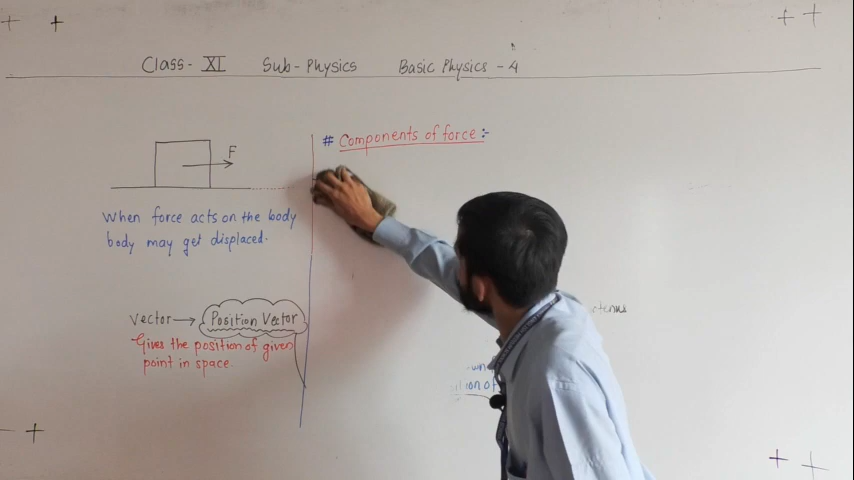 Class - XI Sub - Physics Basic Physics - 4
F
When force acts on the body
body may get displaced.
Vector → Position Vector
Gives the position of given
point in space
# Components of force :-